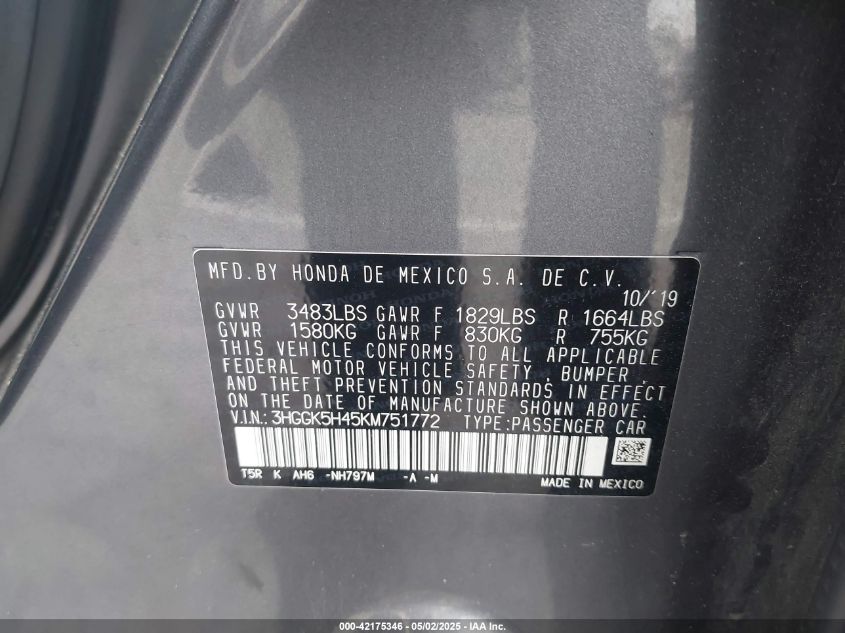 MFD.BY HONDA DE MEXICO S.A. DE C.V.
10/'19
GVWR 3483LBS GAWR F 1829LBS R 1664LBS
GVWR 1580KG GAWR F 830KG R 755KG
THIS VEHICLE CONFORMS TO ALL APPLICABLE
FEDERAL MOTOR VEHICLE SAFETY, BUMPER,
AND THEFT PREVENTION STANDARDS IN EFFECT
ON THE DATE OF MANUFACTURE SHOWN ABOVE.
V.I.N.: 3HGGK5H45KM751772 TYPE:PASSENGER CAR
T5R K AH6 -NH797M -A -M MADE IN MEXICO
000-42175346 - 05/02/2025 - IAA Inc.